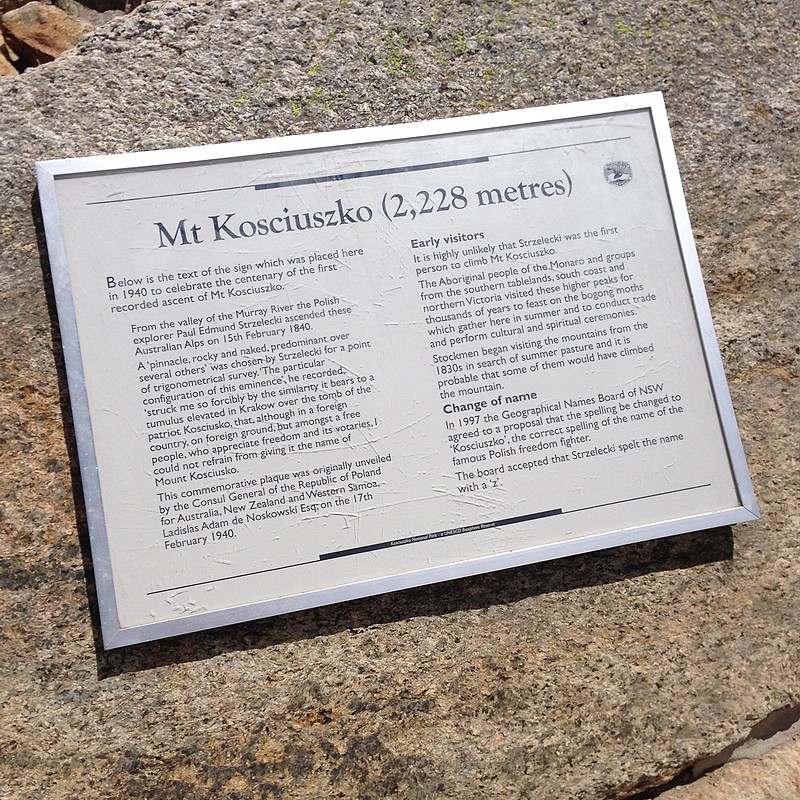 Mt Kosciuszko (2,228 metres)
Below is the text of the sign which was placed here
in 1940 to celebrate the centenary of the first
recorded ascent of Mt Kosciuszko.
From the valley of the Murray River the Polish
explorer Paul Edmund Strzelecki ascended these
Australian Alps on 15th February 1840.
A 'pinnacle, rocky and naked, predominant over
several others' was chosen by Strzelecki for a point
of trigonometrical survey. 'The particular
configuration of this eminence', he recorded,
'struck me so forcibly by the similarity it bears to a
tumulus elevated in Krakow over the tomb of the
patriot Kosciusko, that, although in a foreign
country, on foreign ground, but amongst a free
people, who appreciate freedom and its votaries, I
could not refrain from giving it the name of
Mount Kosciusko.
This commemorative plaque was originally unveiled
by the Consul General of the Republic of Poland
for Australia, New Zealand and Western Samoa,
Ladislas Adam de Noskowski Esq. on the 17th
February 1940.
Early visitors
It is highly unlikely that Strzelecki was the first
person to climb Mt Kosciuszko.
The Aboriginal people of the Monaro and groups
from the southern tablelands, south coast and
northern Victoria visited these higher peaks for
thousands of years to feast on the bogong moths
which gather here in summer and to conduct trade
and perform cultural and spiritual ceremonies.
Stockmen began visiting the mountains from the
1830s in search of summer pasture and it is
probable that some of them would have climbed
the mountain.
Change of name
In 1997 the Geographical Names Board of NSW
agreed to a proposal that the spelling be changed to
'Kosciuszko', the correct spelling of the name of the
famous Polish freedom fighter.
The board accepted that Strzelecki spelt the name
with a 'z'.
Kosciuszko National Park - a UNESCO Biosphere Reserve